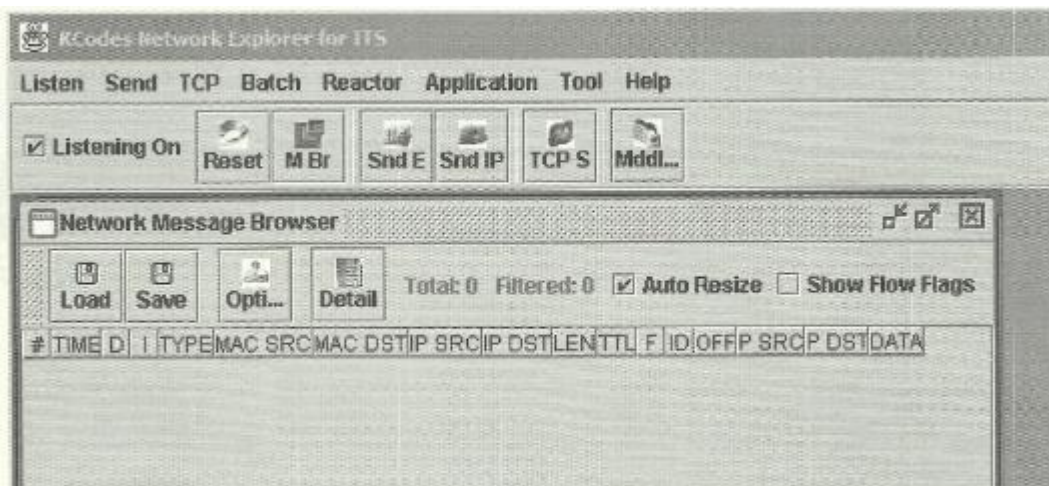 KCodes Network Explorer for ITS
Listen Send TCP Batch Reactor Application Tool Help
Listening On Reset M Br Snd E Snd IP TCP S Mddl...
Network Message Browser
Load Save Opti... Detail Total: 0 Filtered: 0 Auto Resize Show Flow Flags
# TIME D I TYPE MAC SRC MAC DST IP SRC IP DST LEN TTL F ID OFF P SRC P DST DATA